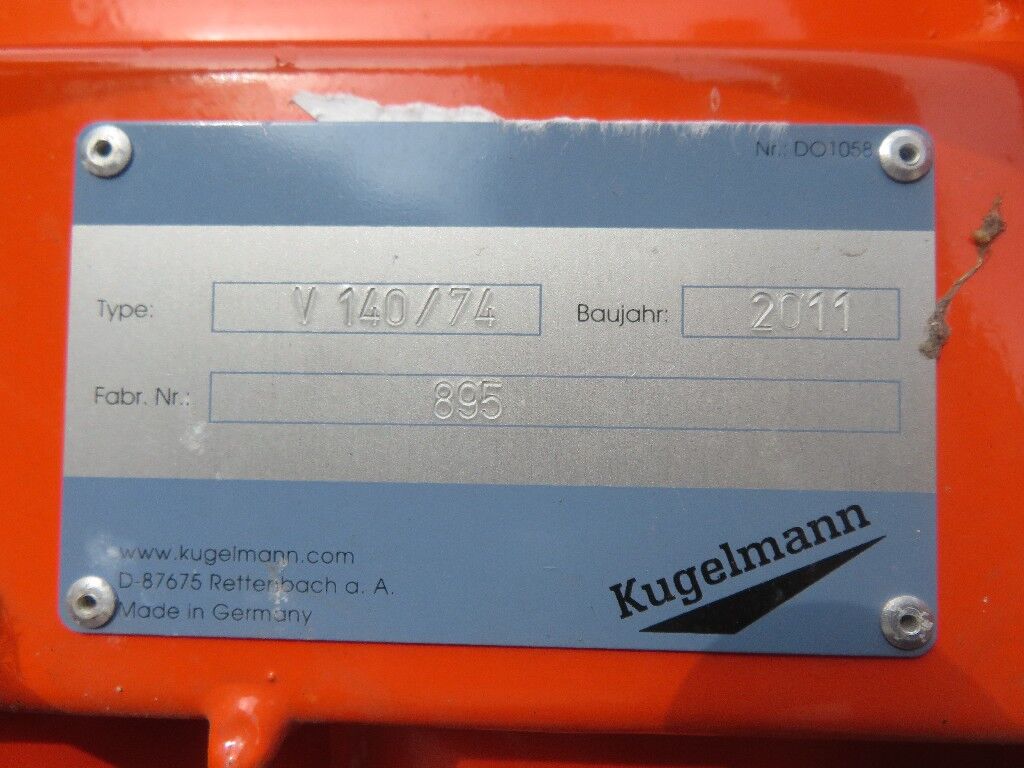 Nr.: DO1058
Type: V 140/74 Baujahr: 2011
Fabr. Nr.: 895
www.kugelmann.com
D-87675 Rettenbach a. A.
Made in Germany
Kugelmann